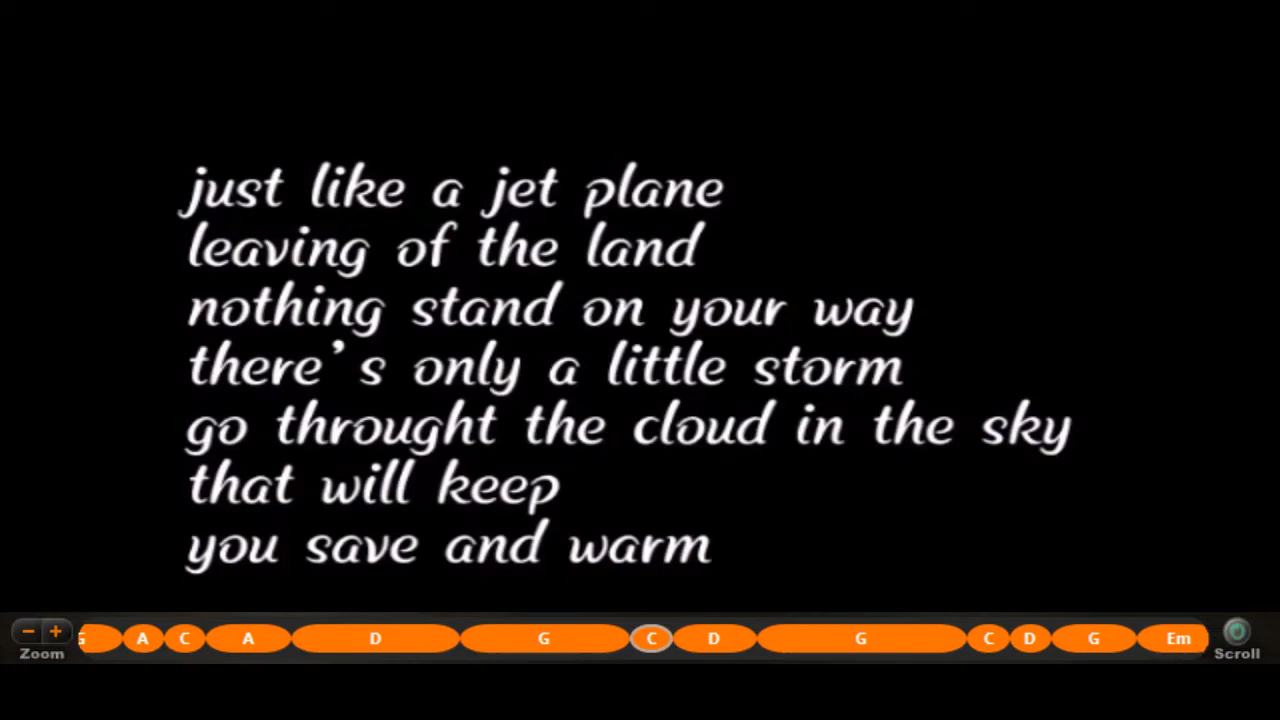 just like a jet plane
leaving of the land
nothing stand on your way
there's only a little storm
go throught the cloud in the sky
that will keep
you save and warm
G A C A D G C D G C D G Em
Zoom Scroll